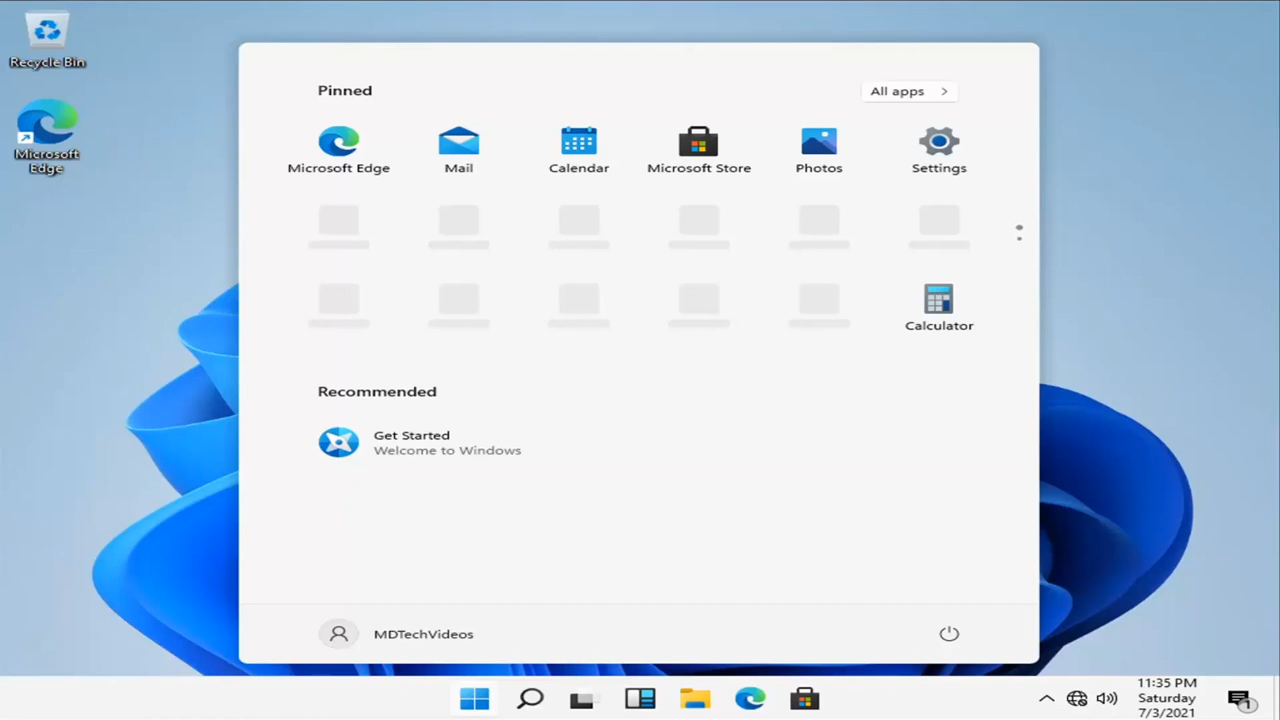 Recycle Bin
Microsoft
Edge
Pinned
All apps
Microsoft Edge
Mail
Calendar
Microsoft Store
Photos
Settings
Calculator
Recommended
Get Started
Welcome to Windows
MDTechVideos
11:35 PM
Saturday
7/3/2021
1